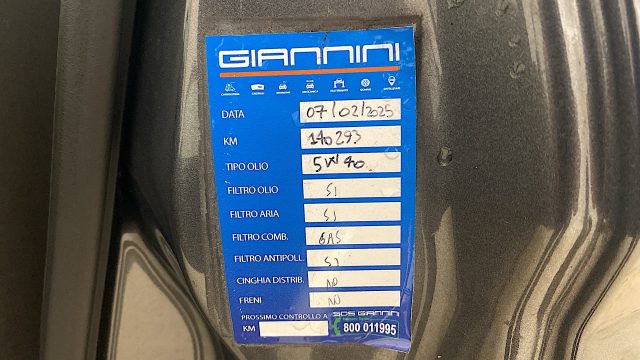 GIANNINI
DATA 07/02/2025
KM 140293
TIPO OLIO 5W40
FILTRO OLIO SI
FILTRO ARIA SI
FILTRO COMB. GAS
FILTRO ANTIPOLL. SI
CINGHIA DISTRIB. NO
FRENI NO
PROSSIMO CONTROLLO A SOS GIANNINI
KM 800 011995